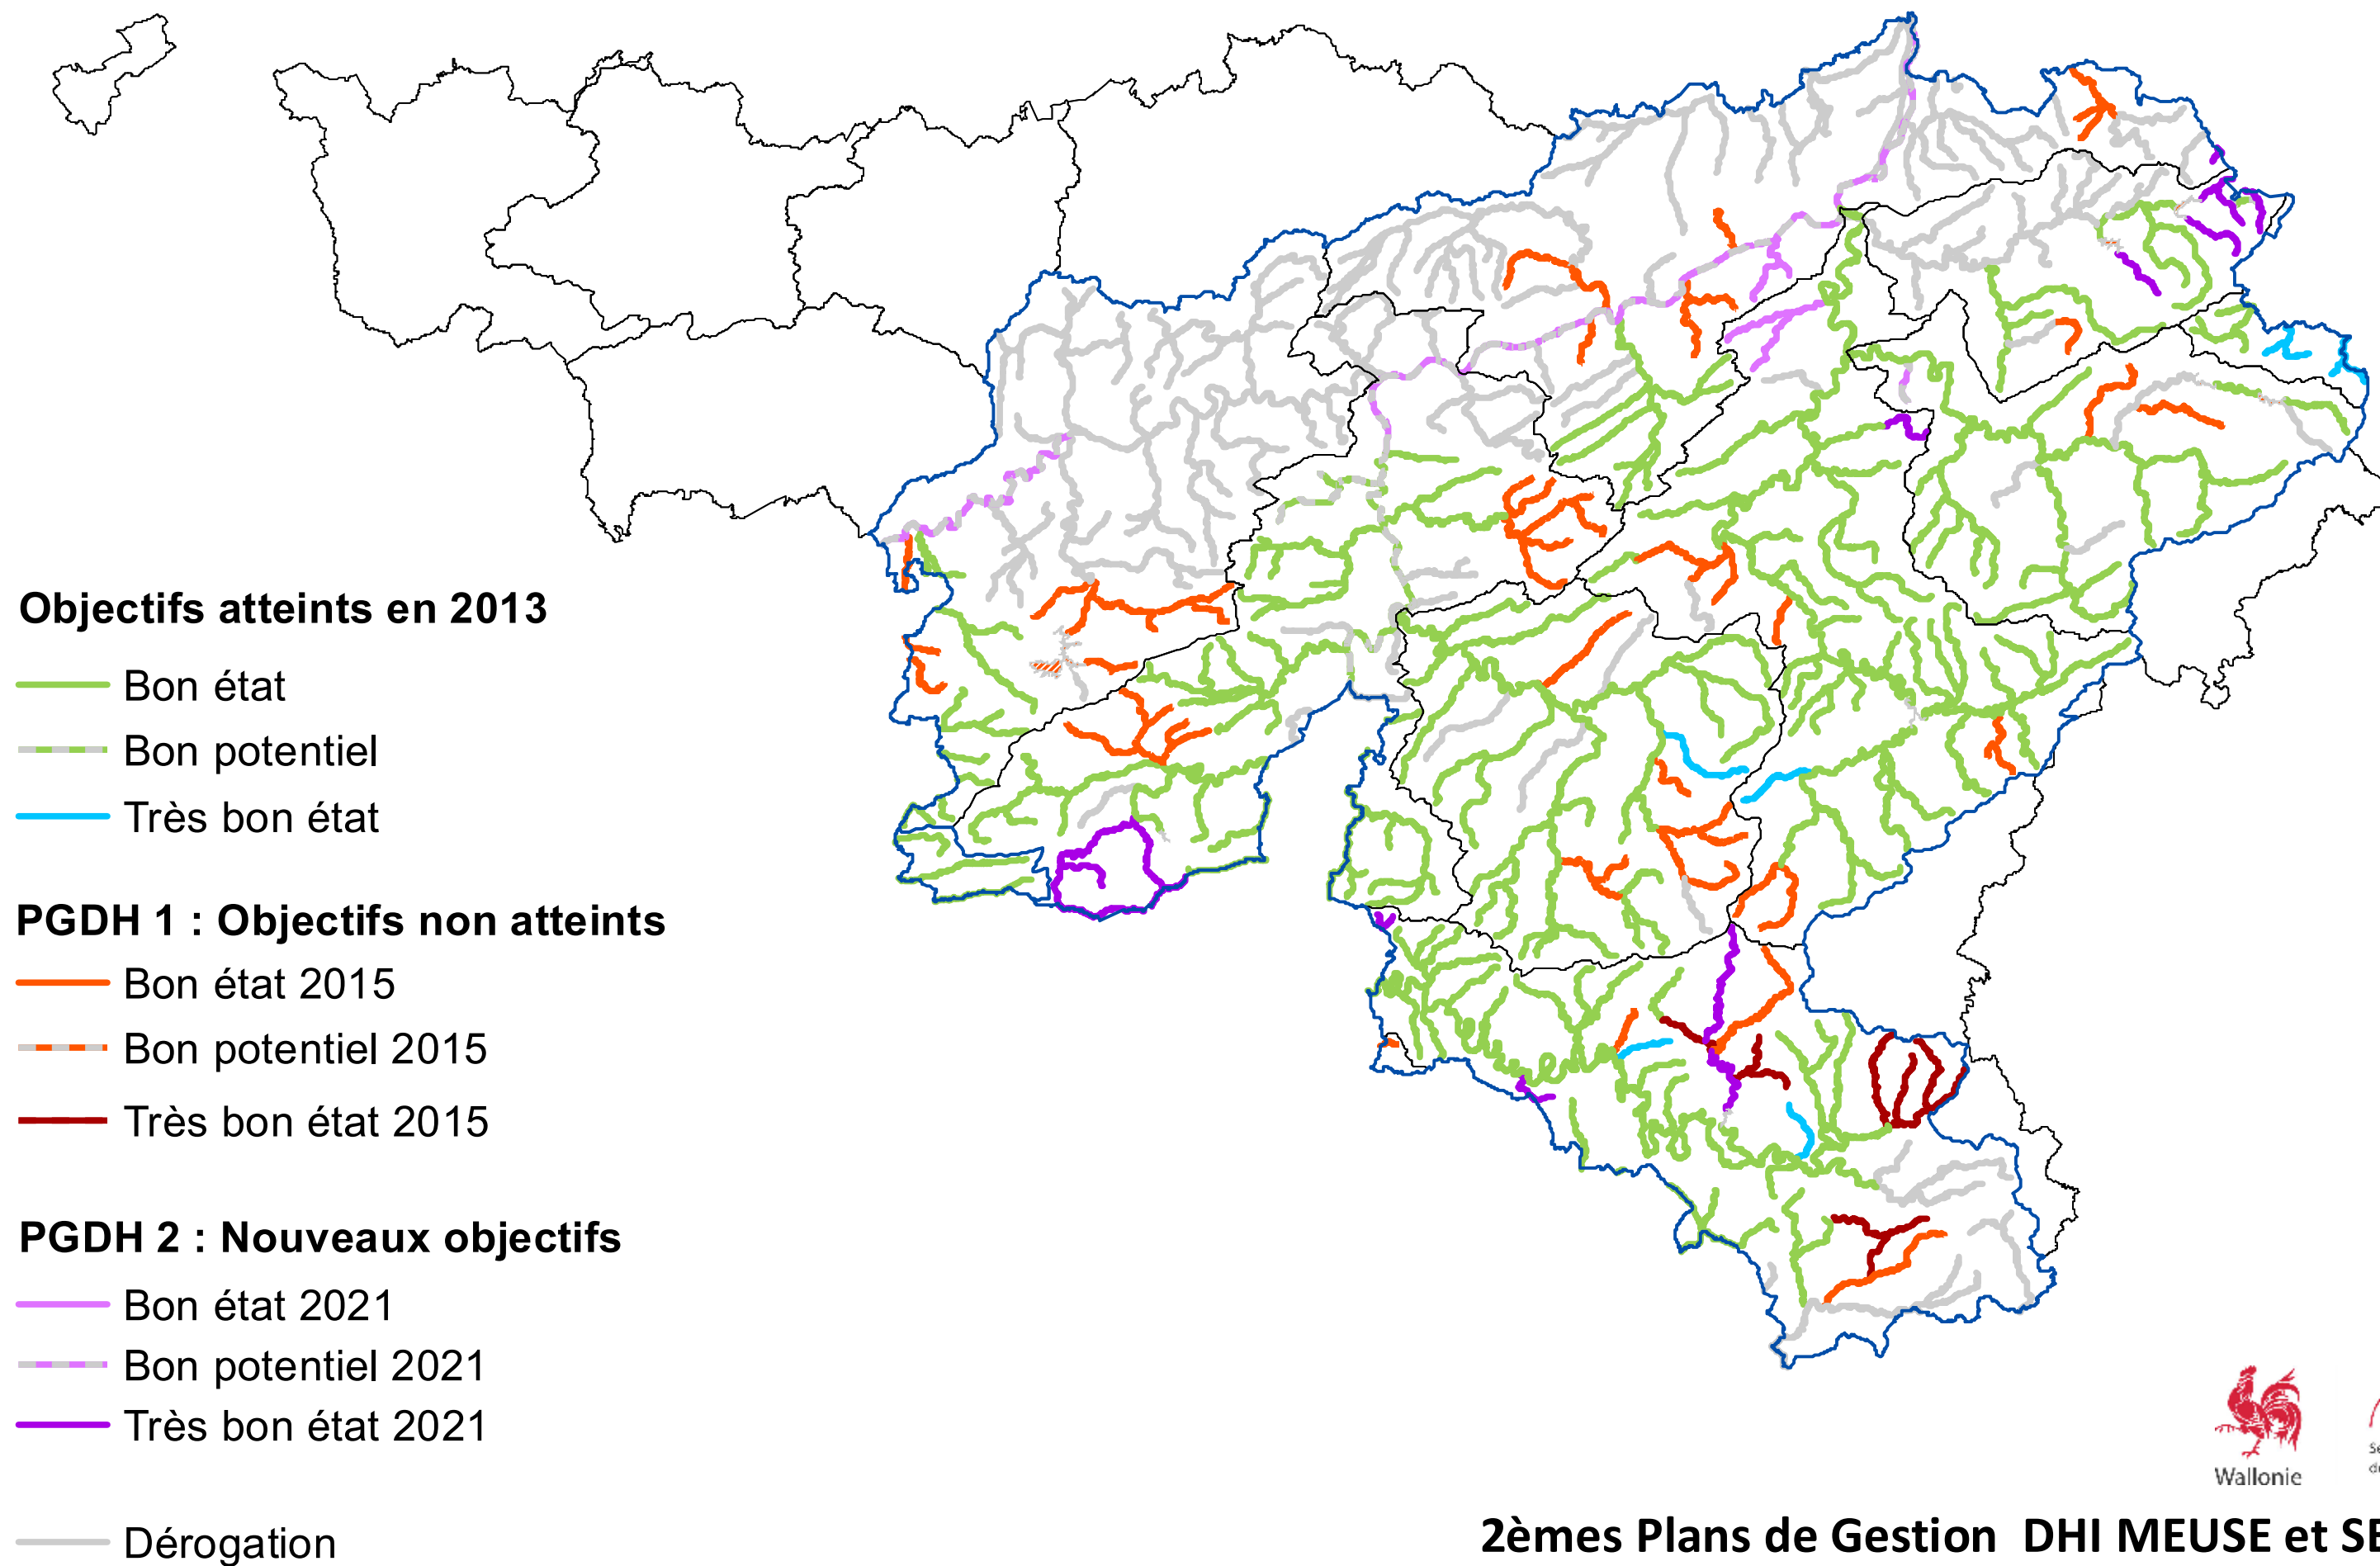 Objectifs atteints en 2013
Bon état
Bon potentiel
Très bon état
PGDH 1 : Objectifs non atteints
Bon état 2015
Bon potentiel 2015
Très bon état 2015
PGDH 2 : Nouveaux objectifs
Bon état 2021
Bon potentiel 2021
Très bon état 2021
Dérogation
Wallonie
2èmes Plans de Gestion DHI MEUSE et